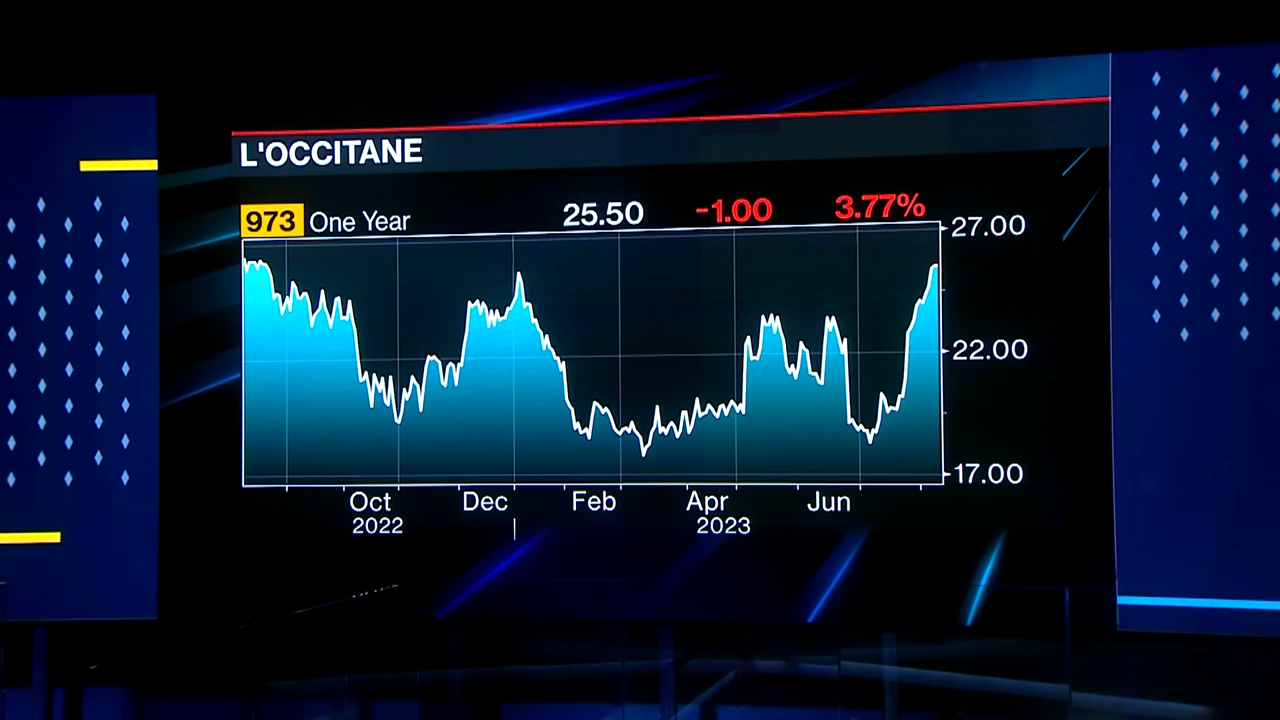 L'OCCITANE
973 One Year 25.50 -1.00 3.77%
27.00
22.00
17.00
Oct Dec Feb Apr Jun
2022 2023